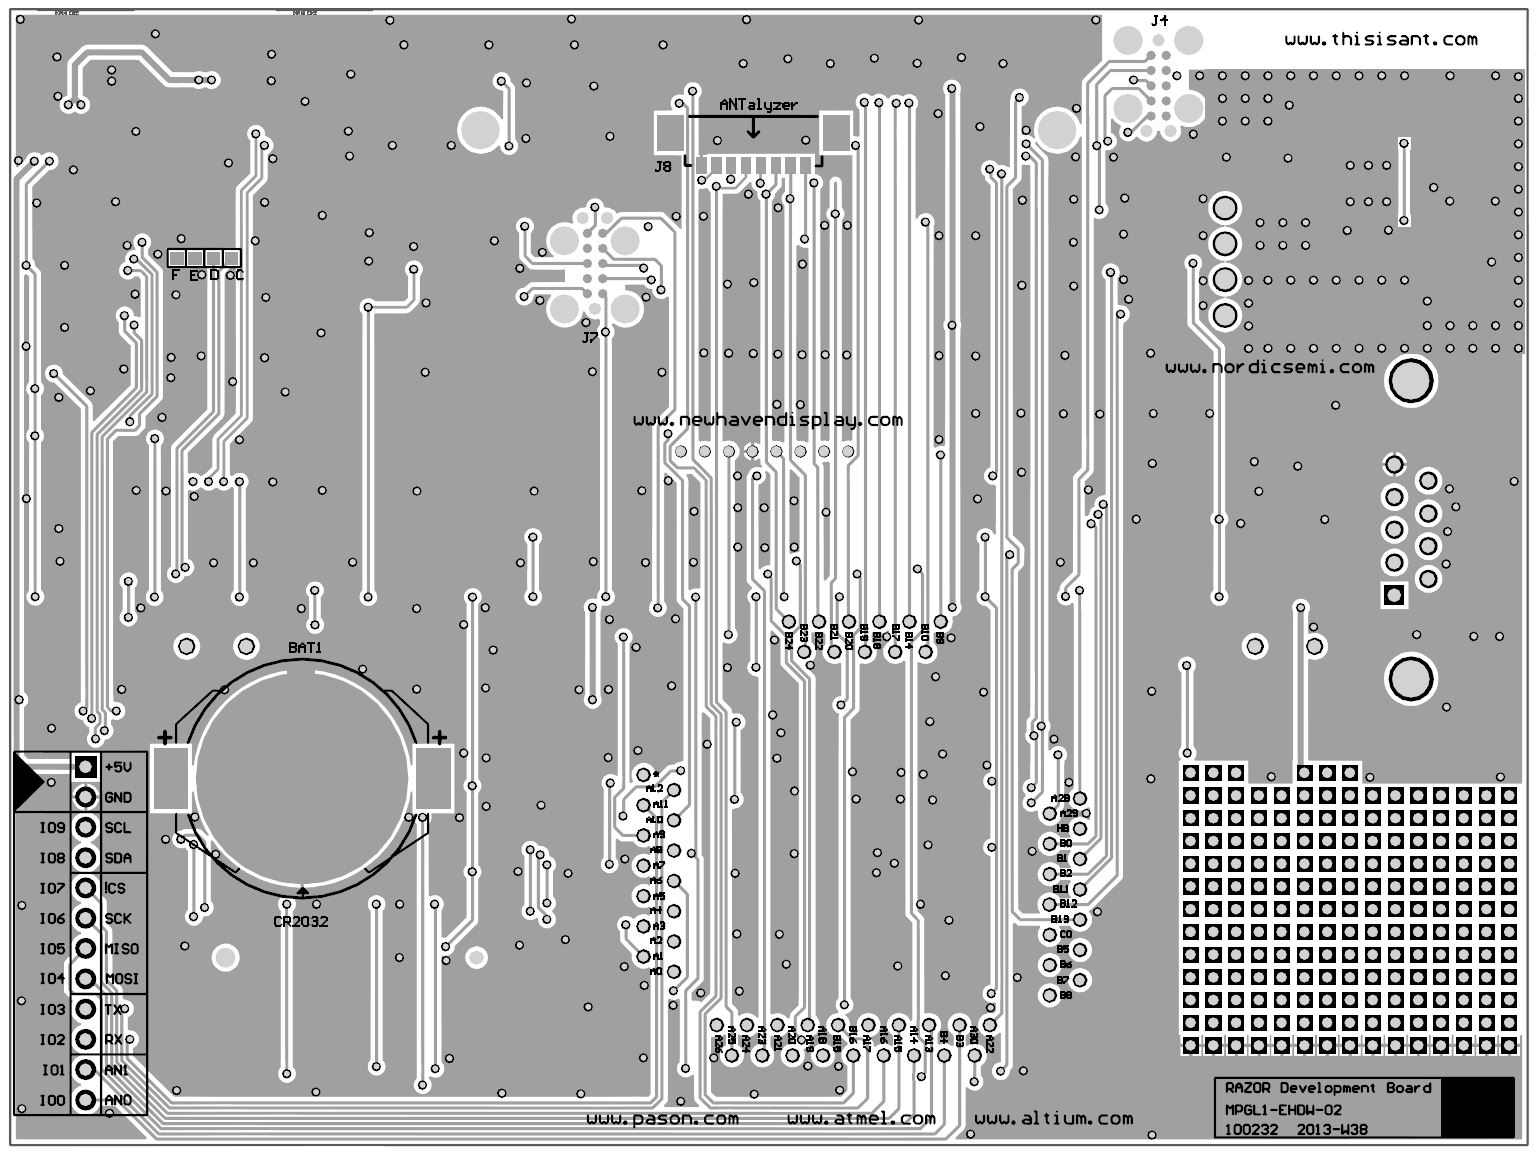 J4
www.thisisant.com
ANTalyzer
J8
F E D C
J7
www.nordicsemi.com
www.newhavendisplay.com
B24 B23 B22 B21 B20 B19 B18 B17 B14 B10 B9
BAT1
+ +
+5V
GND
IO9 SCL
IO8 SDA
IO7 !CS
IO6 SCK
IO5 MISO
IO4 MOSI
IO3 TX
IO2 RX
IO1 AN1
IO0 AN0
CR2032
*
A12
A11
A10
A9
A8
A7
A6
A5
A4
A3
A2
A1
A0
A28
A29
HB
B0
B1
B2
B11
B12
B13
C0
B5
B6
B7
B8
A26 A25 A24 A23 A21 A20 A19 A18 B15 B16 A17 A16 A15 A14 A13 B4 B3 A30 A22
www.pason.com www.atmel.com www.altium.com
RAZOR Development Board
MPGL1-EHDW-02
100232 2013-W38